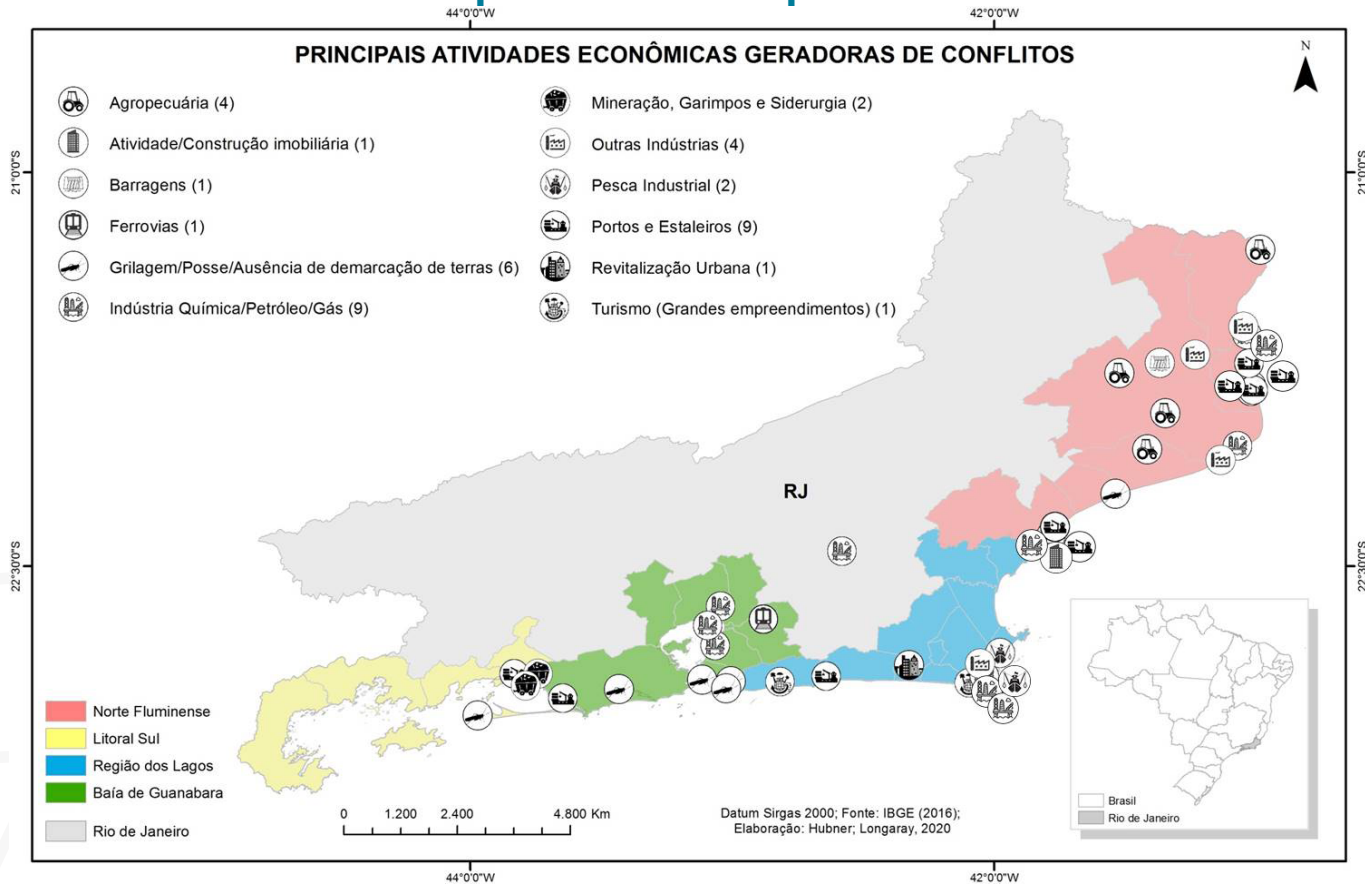 44°0'0"W
42°0'0"W
PRINCIPAIS ATIVIDADES ECONÔMICAS GERADORAS DE CONFLITOS
N
Agropecuária (4)
Atividade/Construção imobiliária (1)
Barragens (1)
Ferrovias (1)
Grilagem/Posse/Ausência de demarcação de terras (6)
Indústria Química/Petróleo/Gás (9)
Mineração, Garimpos e Siderurgia (2)
Outras Indústrias (4)
Pesca Industrial (2)
Portos e Estaleiros (9)
Revitalização Urbana (1)
Turismo (Grandes empreendimentos) (1)
21°0'0"S
21°0'0"S
RJ
22°30'0"S
22°30'0"S
Norte Fluminense
Litoral Sul
Região dos Lagos
Baía de Guanabara
Rio de Janeiro
0 1.200 2.400 4.800 Km
Datum Sirgas 2000; Fonte: IBGE (2016);
Elaboração: Hubner; Longaray, 2020
Brasil
Rio de Janeiro
44°0'0"W
42°0'0"W